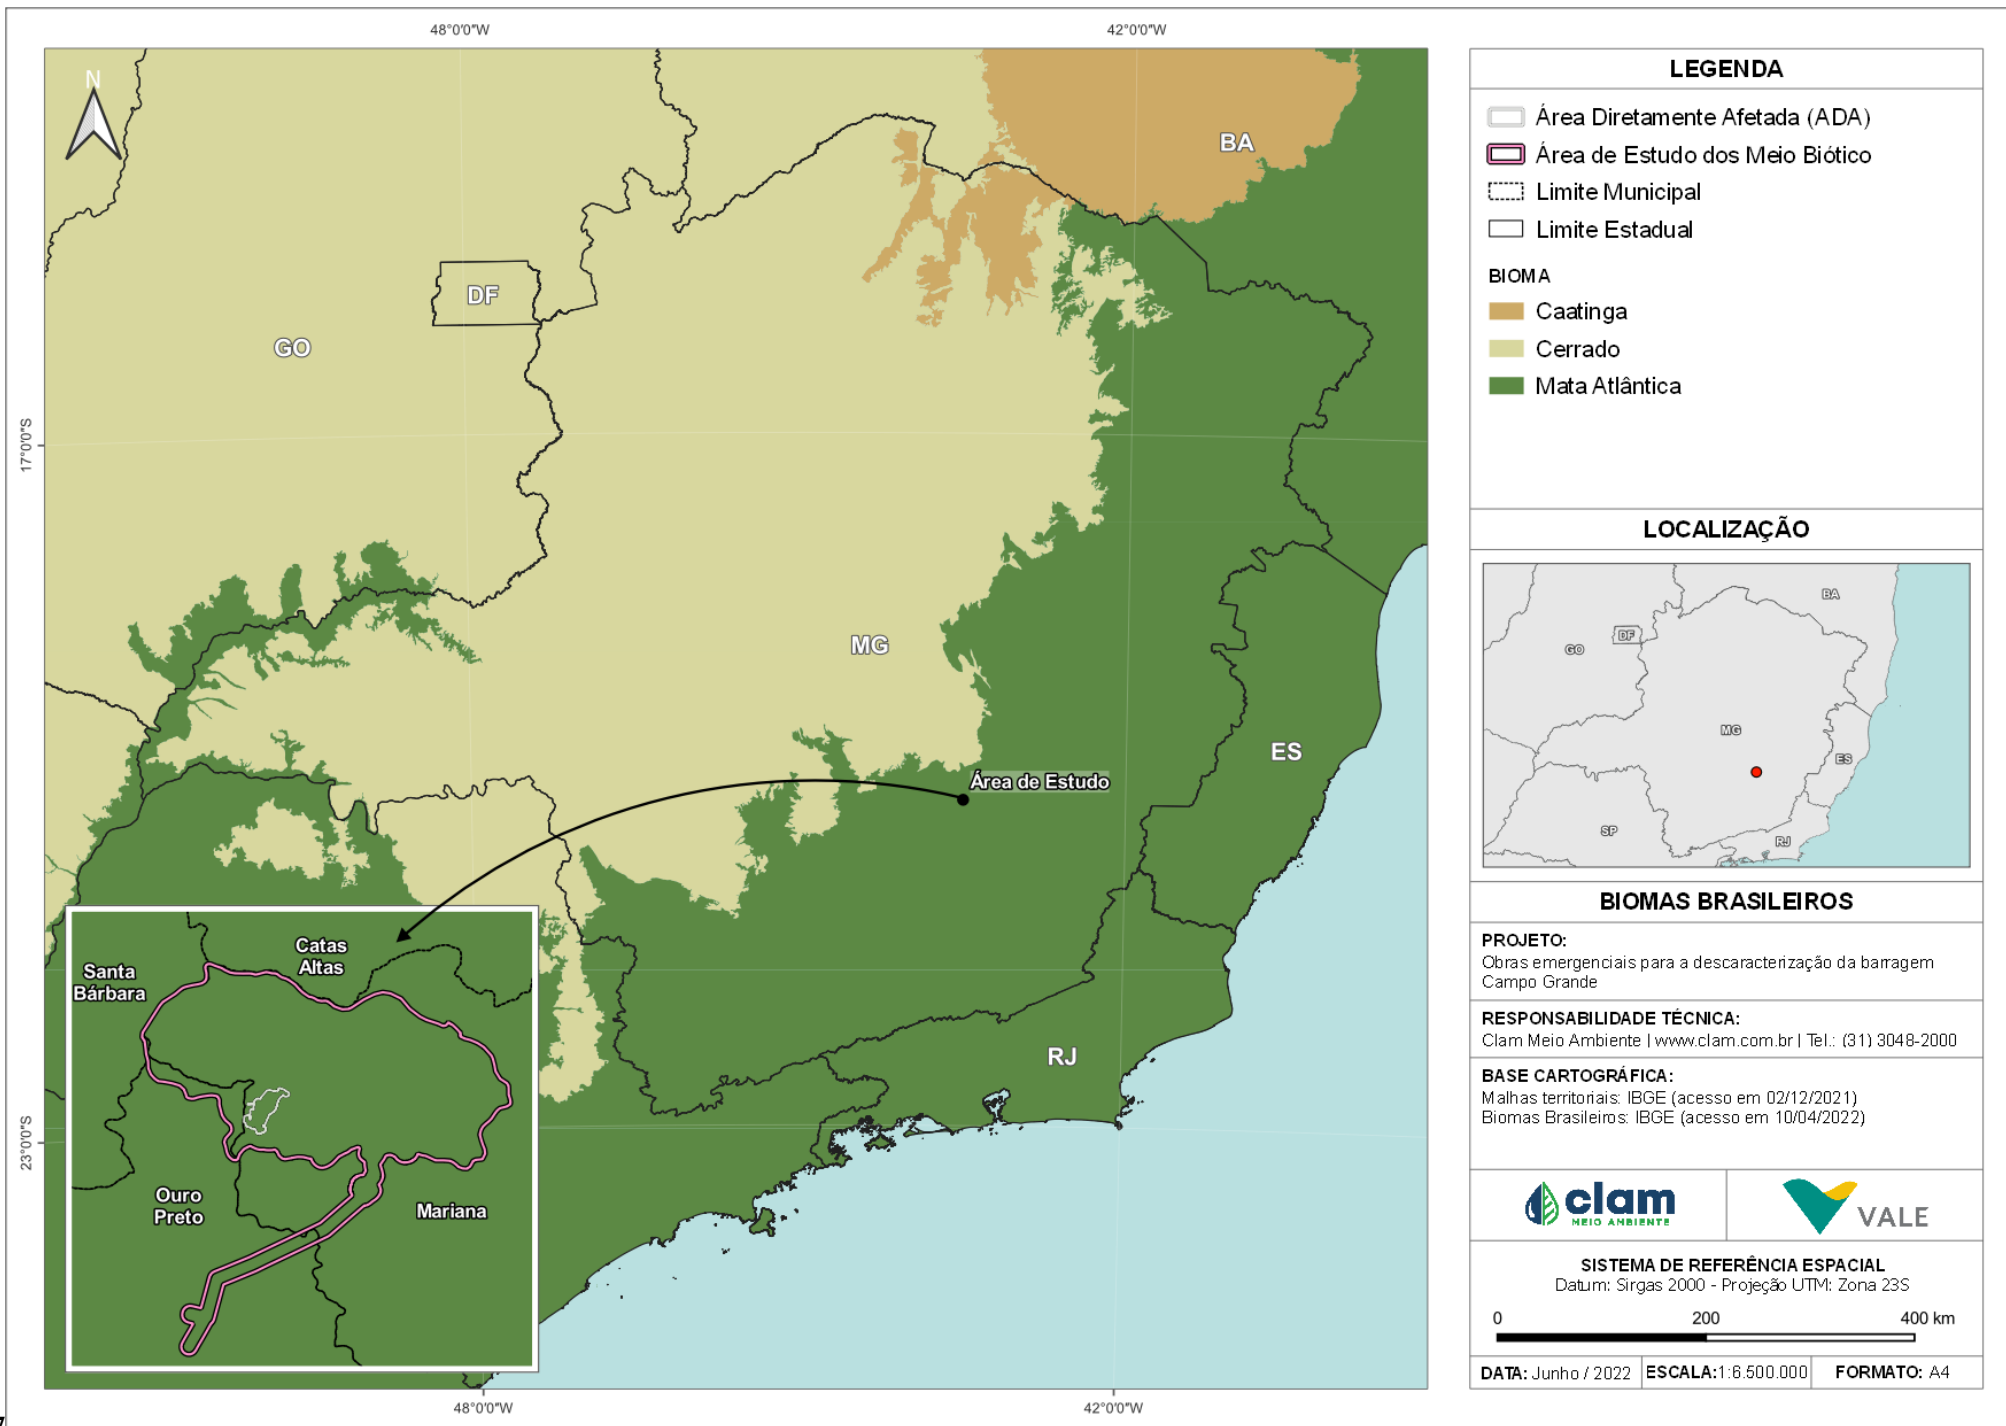 48°0'0"W
42°0'0"W
N
BA
DF
GO
17°0'0"S
MG
ES
Área de Estudo
Catas
Altas
Santa
Bárbara
RJ
23°0'0"S
Ouro
Preto
Mariana
48°0'0"W
42°0'0"W
LEGENDA
Área Diretamente Afetada (ADA)
Área de Estudo dos Meio Biótico
Limite Municipal
Limite Estadual
BIOMA
Caatinga
Cerrado
Mata Atlântica
LOCALIZAÇÃO
BA
DF
GO
MG
ES
SP
RJ
BIOMAS BRASILEIROS
PROJETO:
Obras emergenciais para a descaracterização da barragem
Campo Grande
RESPONSABILIDADE TÉCNICA:
Clam Meio Ambiente | www.clam.com.br | Tel.: (31) 3048-2000
BASE CARTOGRÁFICA:
Malhas territoriais: IBGE (acesso em 02/12/2021)
Biomas Brasileiros: IBGE (acesso em 10/04/2022)
clam
MEIO AMBIENTE
VALE
SISTEMA DE REFERÊNCIA ESPACIAL
Datum: Sirgas 2000 - Projeção UTM: Zona 23S
0 200 400 km
DATA: Junho / 2022 ESCALA:1:6.500.000 FORMATO: A4